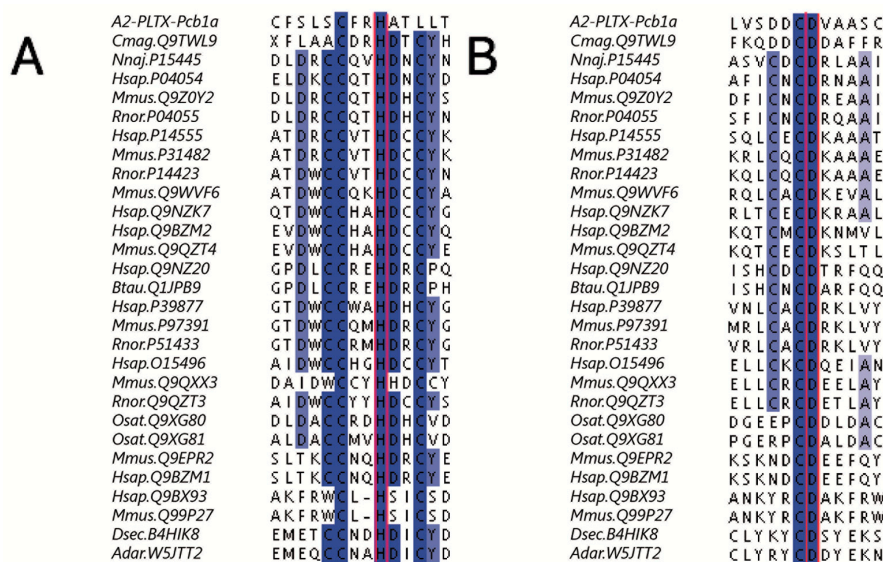 A
A2-PLTX-Pcb1a CFSLSCFRHATLLT
Cmag.Q9TWL9 XFLAACDRHDTCYH
Nnaj.P15445 DLDRCCQVHDNCYN
Hsap.P04054 ELDKCCQTHDNCYD
Mmus.Q9Z0Y2 DLDRCCQTHDHCYS
Rnor.P04055 DLDRCCQTHDHCYN
Hsap.P14555 ATDRCCVTHDCCYK
Mmus.P31482 ATDRCCVTHDCCYK
Rnor.P14423 ATDWCCVTHDCCYN
Mmus.Q9WVF6 ATDWCCQKHDCCYA
Hsap.Q9NZK7 QTDWCCHAHDCCYG
Hsap.Q9BZM2 EVDWCCHAHDCCYQ
Mmus.Q9QZT4 EVDWCCHAHDCCYE
Hsap.Q9NZ20 GPDLCCREHDRCPQ
Btau.Q1JPB9 GPDLCCREHDRCPH
Hsap.P39877 GTDWCCWAHDHCYG
Mmus.P97391 GTDWCCQMHDRCYG
Rnor.P51433 GTDWCCRMHDRCYG
Hsap.O15496 AIDWCCHGHDCCYT
Mmus.Q9QXX3 DAIDWCCYHHDCCY
Rnor.Q9QZT3 AIDWCCYYHDCCYS
Osat.Q9XG80 DLDACCRDHDHCVD
Osat.Q9XG81 ALDACCMVHDHCVD
Mmus.Q9EPR2 SLTKCCNQHDRCYE
Hsap.Q9BZM1 SLTKCCNQHDRCYE
Hsap.Q9BX93 AKFRWCL-HSICSD
Mmus.Q99P27 AKFRWCL-HSICSD
Dsec.B4HIK8 EMETCCNDHDICYD
Adar.W5JTT2 EMEQCCNAHDICYD
B
A2-PLTX-Pcb1a LVSDDCDVAASC
Cmag.Q9TWL9 FKQDDCDDAFFR
Nnaj.P15445 ASVCDCDRLAAI
Hsap.P04054 AFICNCDRNAAI
Mmus.Q9Z0Y2 DFICNCDREAAI
Rnor.P04055 SFICNCDRQAAI
Hsap.P14555 SQLCECDKAAAT
Mmus.P31482 KRLCQCDKAAAE
Rnor.P14423 KRLCQCDKAAAE
Mmus.Q9WVF6 RQLCACDKEVAL
Hsap.Q9NZK7 RLTCECDKRAAL
Hsap.Q9BZM2 KQTCMCDKNMVL
Mmus.Q9QZT4 KQTCECDKSLTL
Hsap.Q9NZ20 ISHCDCDTRFQQ
Btau.Q1JPB9 ISHCNCDARFQQ
Hsap.P39877 VNLCACDRKLVY
Mmus.P97391 MRLCACDRKLVY
Rnor.P51433 VRLCACDRKLVY
Hsap.O15496 ELLCKCDQEIAN
Mmus.Q9QXX3 ELLCRCDEELAY
Rnor.Q9QZT3 ELLCRCDETLAY
Osat.Q9XG80 DGEEPCDDLDAC
Osat.Q9XG81 PGERPCDALDAC
Mmus.Q9EPR2 KSKNDCDEEFQY
Hsap.Q9BZM1 KSKNDCDEEFQY
Hsap.Q9BX93 ANKYRCDAKFRW
Mmus.Q99P27 ANKYRCDAKFRW
Dsec.B4HIK8 CLYKYCDSYEKS
Adar.W5JTT2 CLYRYCDDYEKN